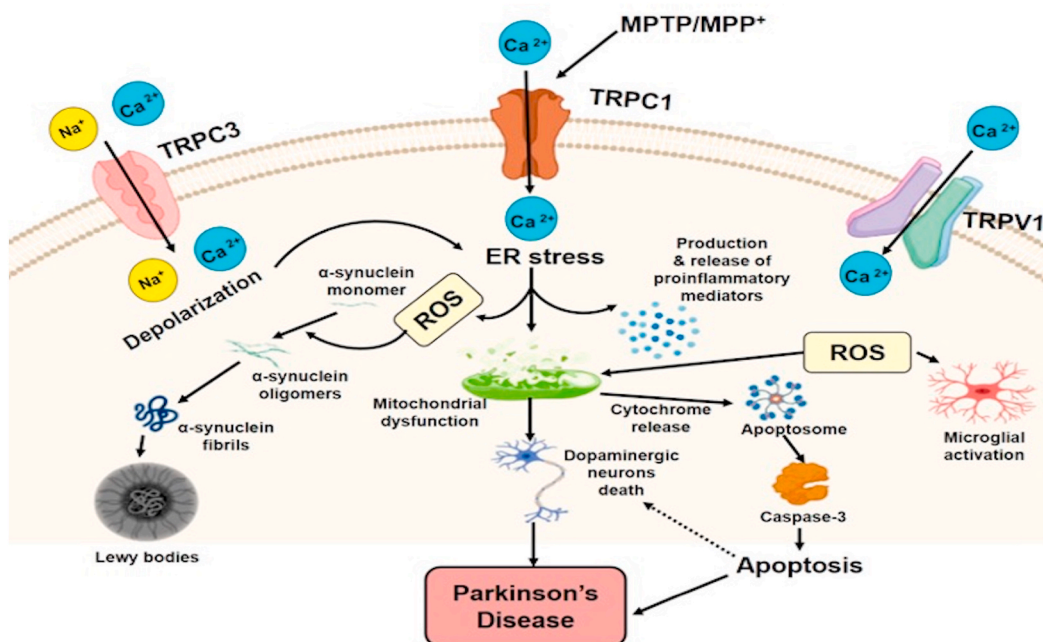 MPTP/MPP⁺
Ca ²⁺
TRPC1
Na⁺
Ca ²⁺
TRPC3
Ca ²⁺
TRPV1
Ca ²⁺
Na⁺
Ca ²⁺
Ca ²⁺
Depolarization
ER stress
Production
& release of
proinflammatory
mediators
α-synuclein
monomer
ROS
ROS
α-synuclein
oligomers
Mitochondrial
dysfunction
Cytochrome
release
Apoptosome
Microglial
activation
α-synuclein
fibrils
Dopaminergic
neurons
death
Caspase-3
Lewy bodies
Apoptosis
Parkinson's
Disease